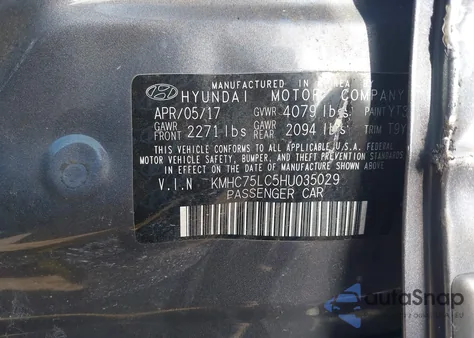 MANUFACTURED IN KOREA BY
HYUNDAI MOTOR COMPANY
APR/05/17 GVWR 4079 lbs. PAINT YT3
GAWR FRONT 2271 lbs GAWR REAR 2094 lbs TRIM T9Y
THIS VEHICLE CONFORMS TO ALL APPLICABLE U.S.A. FEDERAL
MOTOR VEHICLE SAFETY, BUMPER, AND THEFT PREVENTION STANDARDS
IN EFFECT ON THE DATE OF MANUFACTURE SHOWN ABOVE
V.I.N KMHC75LC5HU035029
PASSENGER CAR
autoSnap